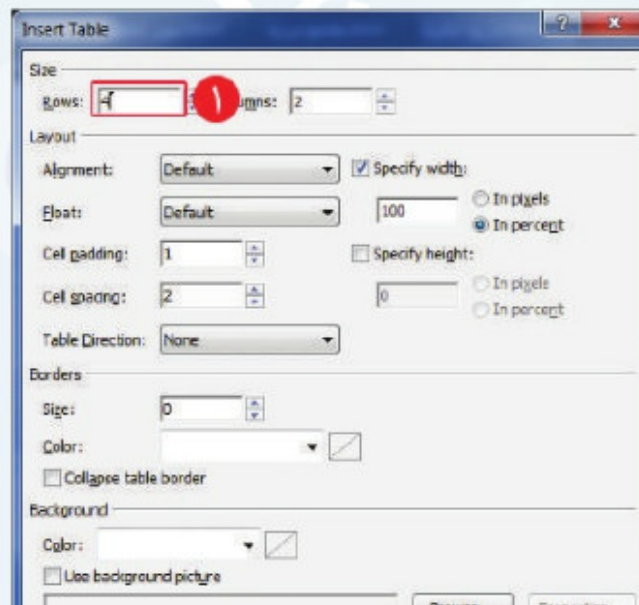 Insert Table
Size
Rows: 4 ١ umns: 2
Layout
Alignment: Default Specify width:
Float: Default 100 In pixels
In percent
Cell padding: 1 Specify height:
Cell spacing: 2 0 In pixels
In percent
Table Direction: None
Borders
Size: 0
Color:
Collapse table border
Background
Color:
Use background picture